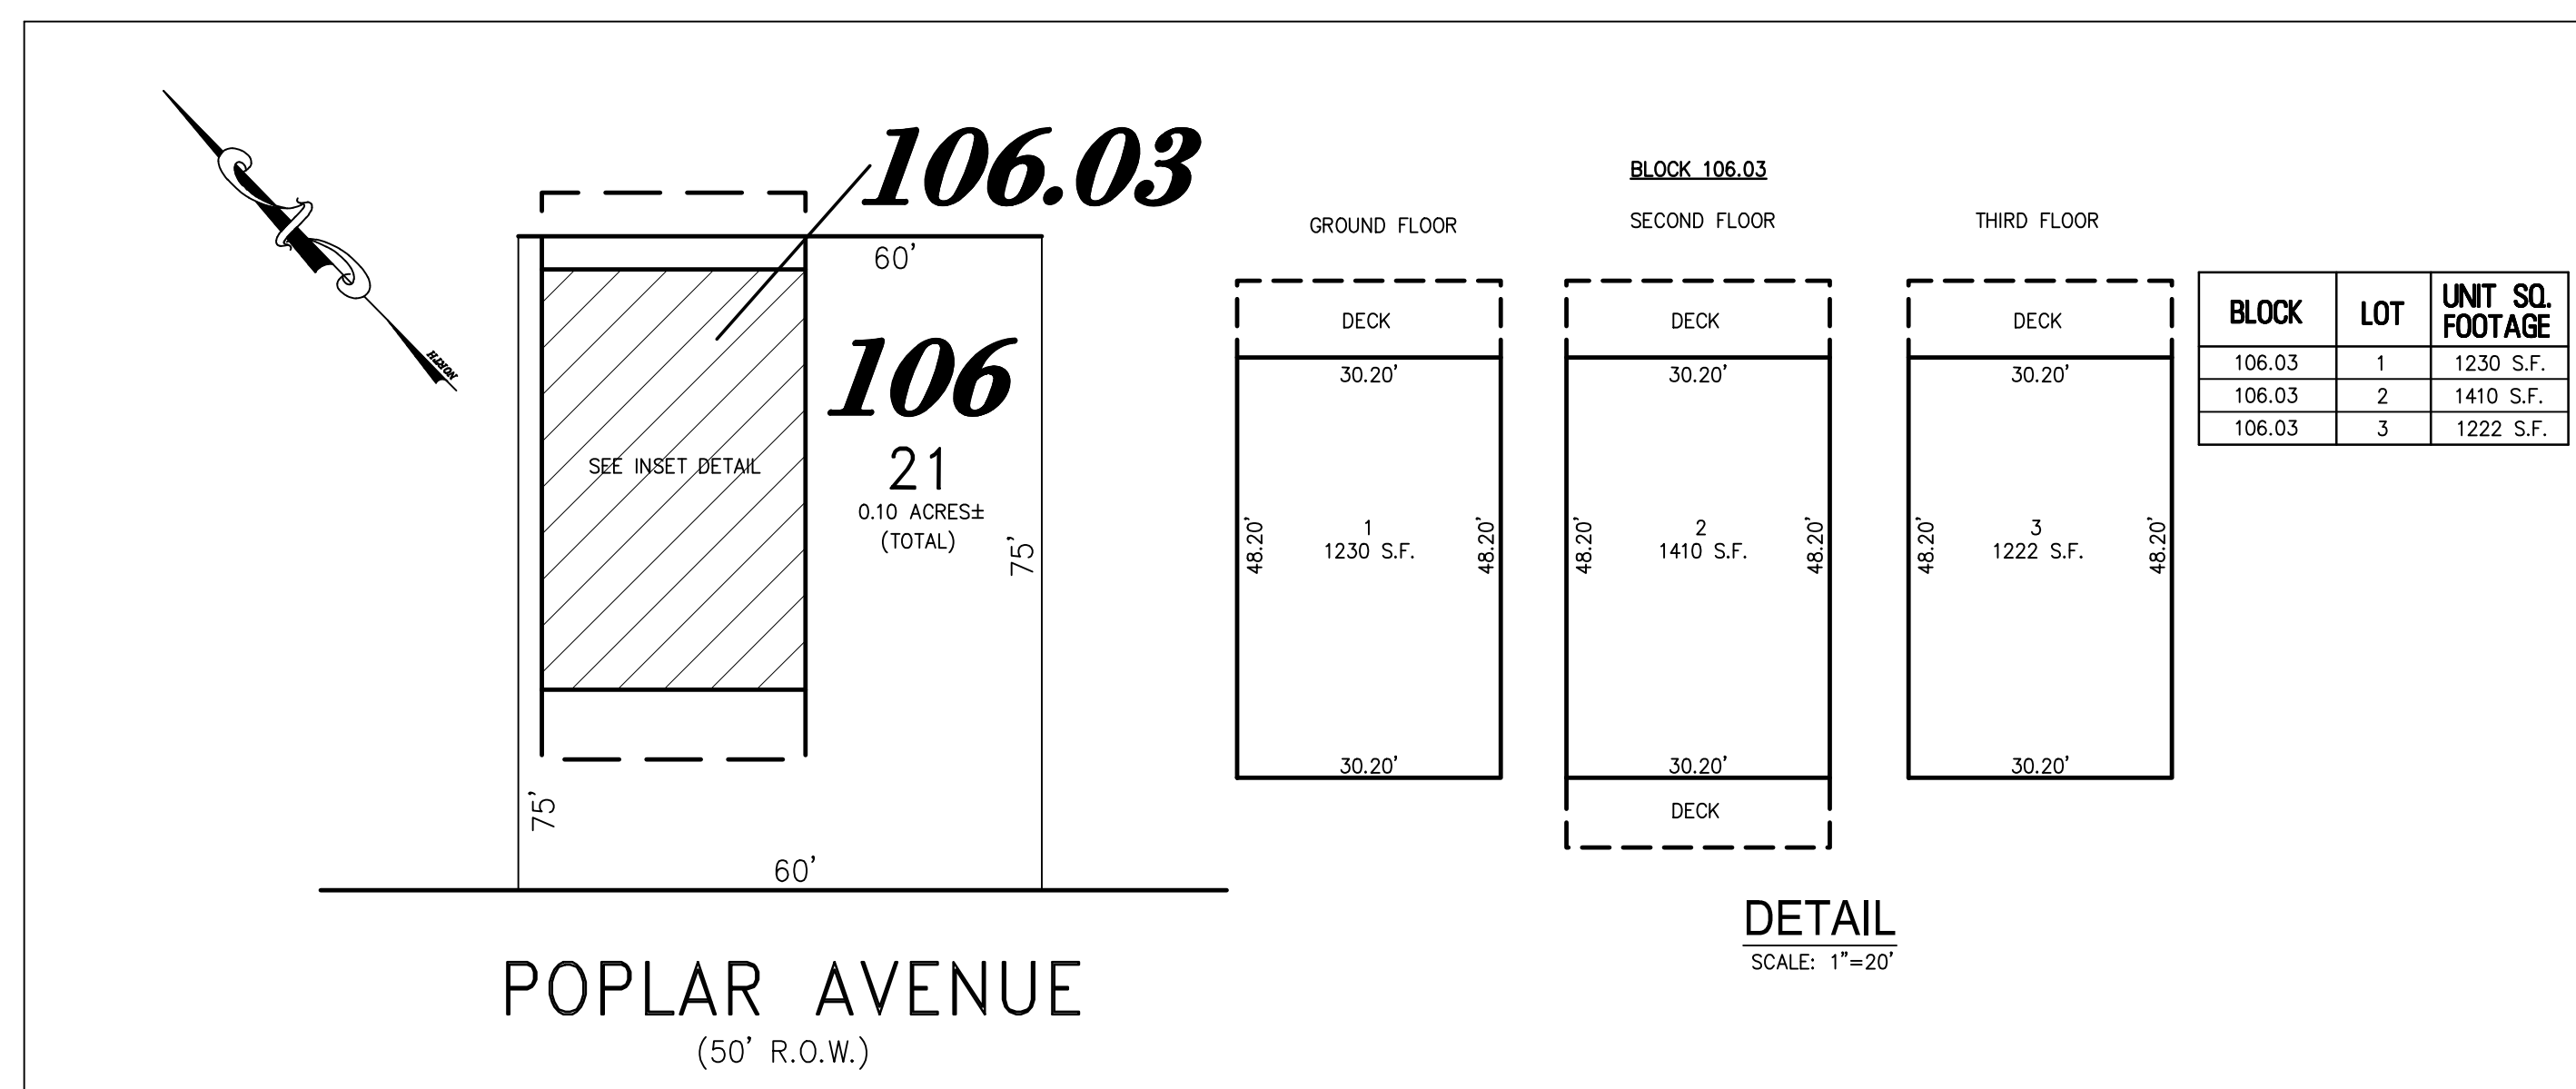 NORTH
106.03
60'
106
SEE INSET DETAIL
21
0.10 ACRES±
(TOTAL)
75'
75'
60'
POPLAR AVENUE
(50' R.O.W.)
BLOCK 106.03
GROUND FLOOR
DECK
30.20'
48.20'
1
1230 S.F.
48.20'
30.20'
SECOND FLOOR
DECK
30.20'
48.20'
2
1410 S.F.
48.20'
30.20'
DECK
THIRD FLOOR
DECK
30.20'
48.20'
3
1222 S.F.
48.20'
30.20'
DETAIL
SCALE: 1"=20'
BLOCK LOT UNIT SQ. FOOTAGE
106.03 1 1230 S.F.
106.03 2 1410 S.F.
106.03 3 1222 S.F.